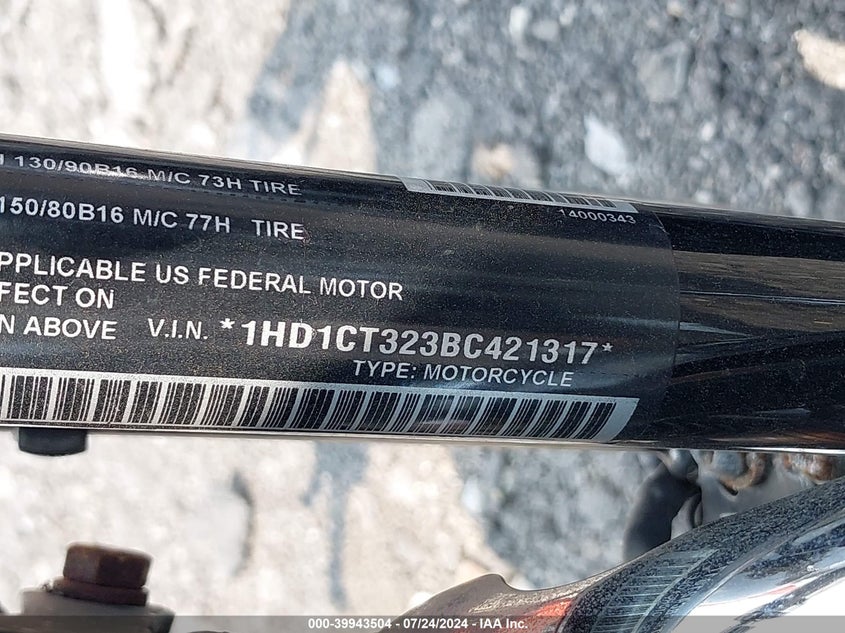 130/90B16 M/C 73H TIRE
150/80B16 M/C 77H TIRE
14000343
PPLICABLE US FEDERAL MOTOR
FECT ON
N ABOVE V.I.N. *1HD1CT323BC421317*
TYPE: MOTORCYCLE
000-39943504 - 07/24/2024 - IAA Inc.